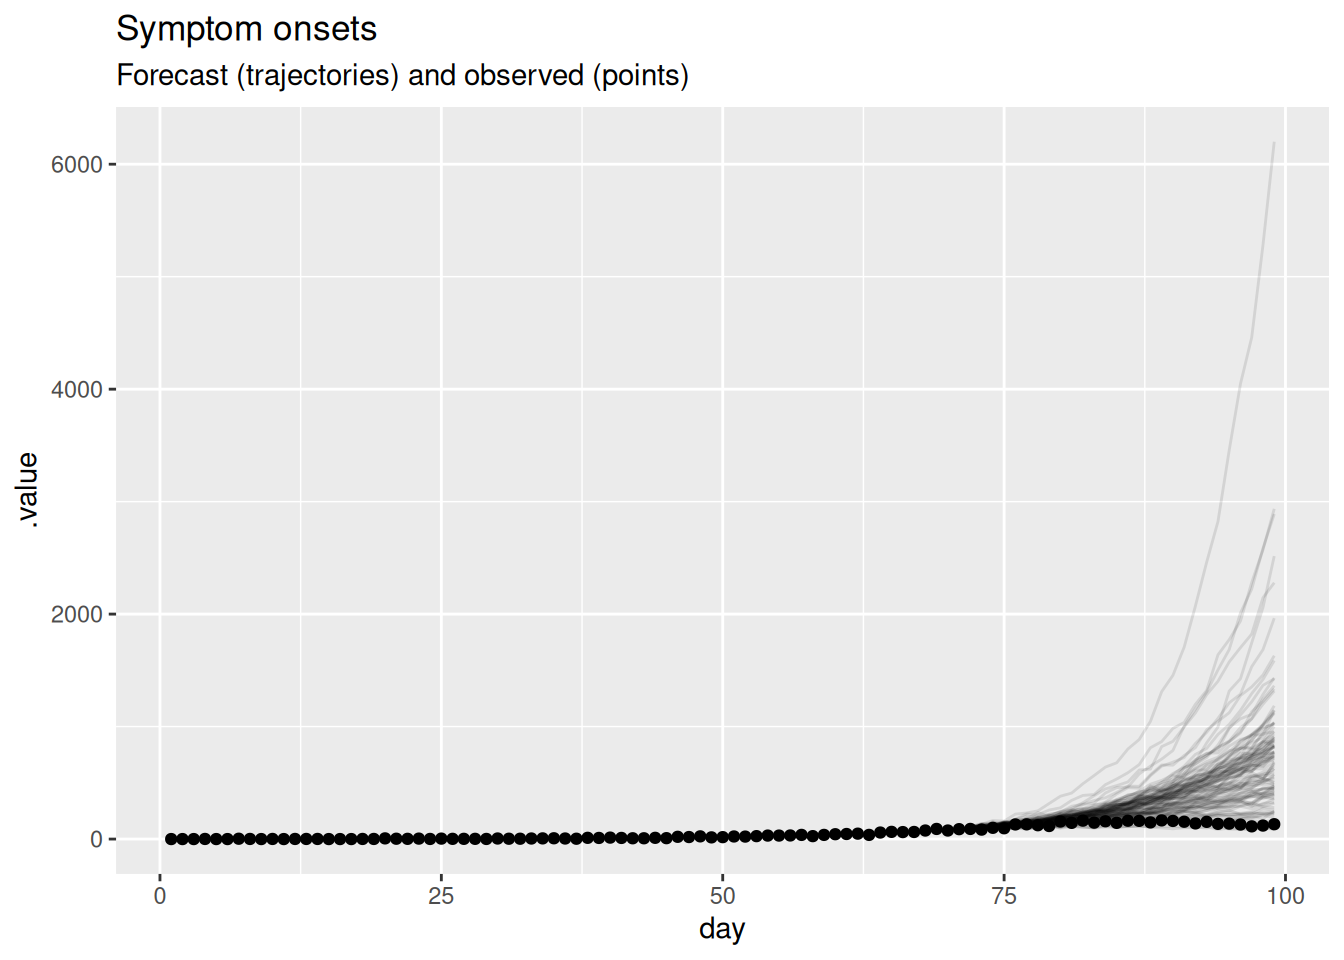 Symptom onsets
Forecast (trajectories) and observed (points)
6000
4000
2000
0
.value
0 25 50 75 100
day